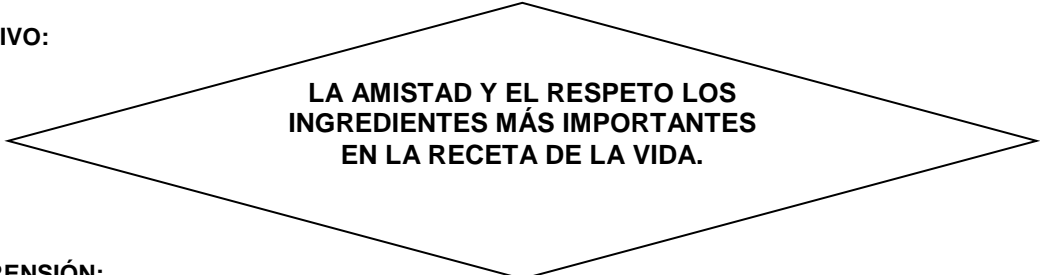 IVO:
LA AMISTAD Y EL RESPETO LOS
INGREDIENTES MÁS IMPORTANTES
EN LA RECETA DE LA VIDA.
RENSIÓN: